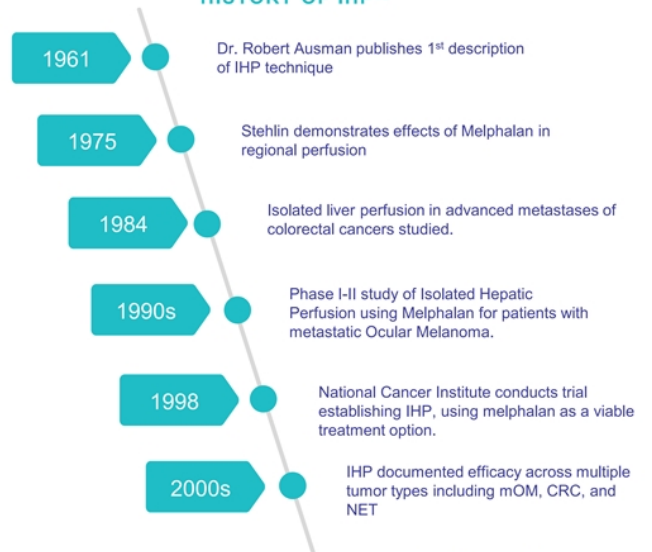 HISTORY OF IHP
1961
Dr. Robert Ausman publishes 1st description
of IHP technique
1975
Stehlin demonstrates effects of Melphalan in
regional perfusion
1984
Isolated liver perfusion in advanced metastases of
colorectal cancers studied.
1990s
Phase I-II study of Isolated Hepatic
Perfusion using Melphalan for patients with
metastatic Ocular Melanoma.
1998
National Cancer Institute conducts trial
establishing IHP, using melphalan as a viable
treatment option.
2000s
IHP documented efficacy across multiple
tumor types including mOM, CRC, and
NET